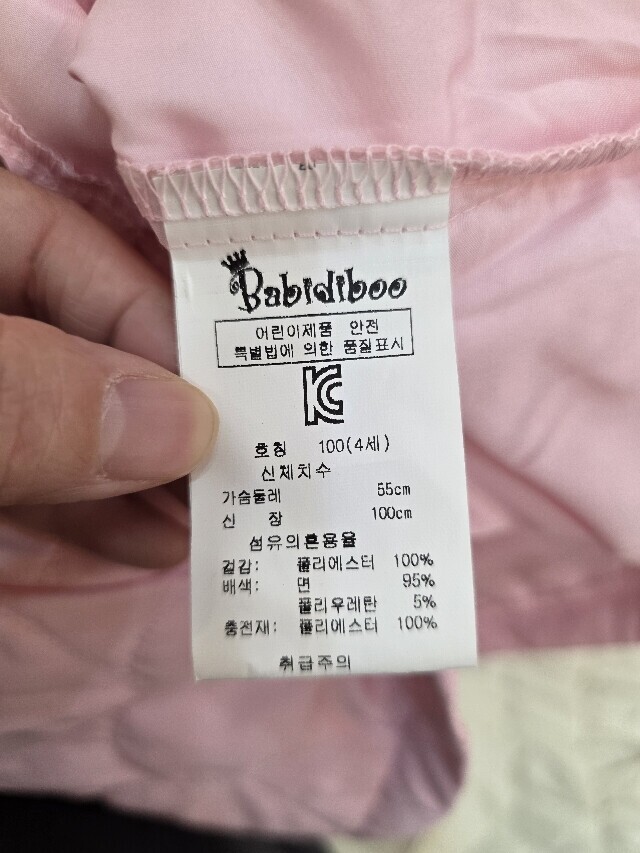 Babidiboo
어린이제품 안전
특별법에 의한 품질표시
KC
호칭 100(4세)
신체치수
가슴둘레 55cm
신 장 100cm
섬유의혼용율
겉감: 폴리에스터 100%
배색: 면 95%
폴리우레탄 5%
충전재: 폴리에스터 100%
취급주의